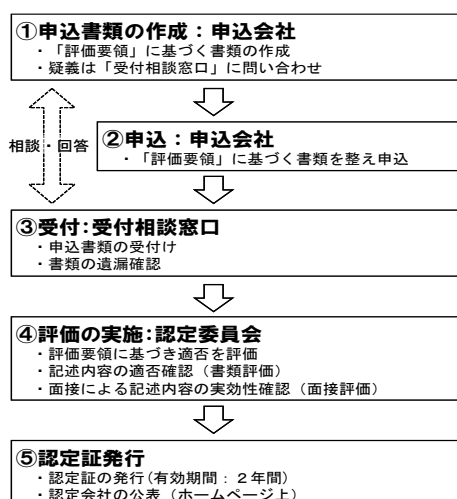 ①申込書類の作成：申込会社
・「評価要領」に基づく書類の作成
・疑義は「受付相談窓口」に問い合わせ
相談・回答
②申込：申込会社
・「評価要領」に基づく書類を整え申込
③受付：受付相談窓口
・申込書類の受付け
・書類の遺漏確認
④評価の実施：認定委員会
・評価要領に基づき適否を評価
・記述内容の適否確認（書類評価）
・面接による記述内容の実効性確認（面接評価）
⑤認定証発行
・認定証の発行(有効期間：２年間)
・認定会社の公表（ホームページ上）